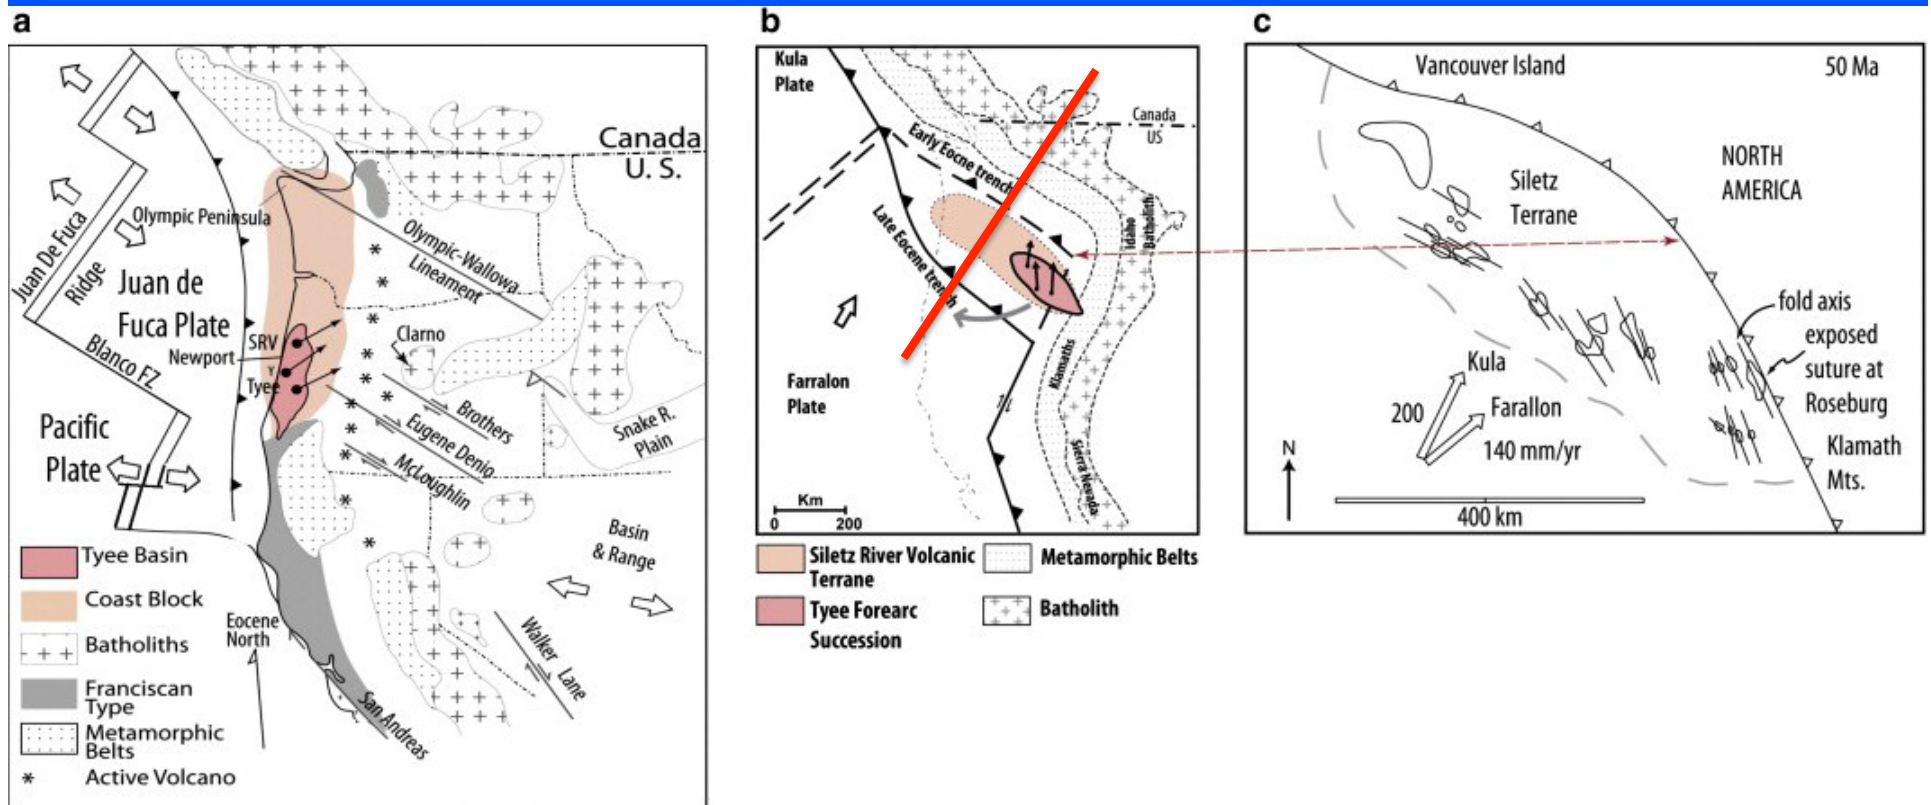 a
Canada
U. S.
Olympic Peninsula
Olympic-Wallowa
Lineament
Juan De Fuca
Ridge
Juan de
Fuca Plate
Blanco FZ
SRV
Newport
Y
Tyee
Clarno
Brothers
Eugene Denio
McLoughlin
Snake R.
Plain
Pacific
Plate
Basin
& Range
Walker
Lane
San Andreas
Eocene
North
Tyee Basin
Coast Block
Batholiths
Franciscan
Type
Metamorphic
Belts
Active Volcano
b
Kula
Plate
Canada
US
Early Eocne trench
Late Eocene trench
Idaho
Batholith
Klamaths
Farralon
Plate
Sierra Nevada
Km
0 200
Siletz River Volcanic
Terrane
Tyee Forearc
Succession
Metamorphic Belts
Batholith
c
Vancouver Island
50 Ma
NORTH
AMERICA
Siletz
Terrane
fold axis
exposed
suture at
Roseburg
Klamath
Mts.
Kula
200
Farallon
140 mm/yr
N
400 km